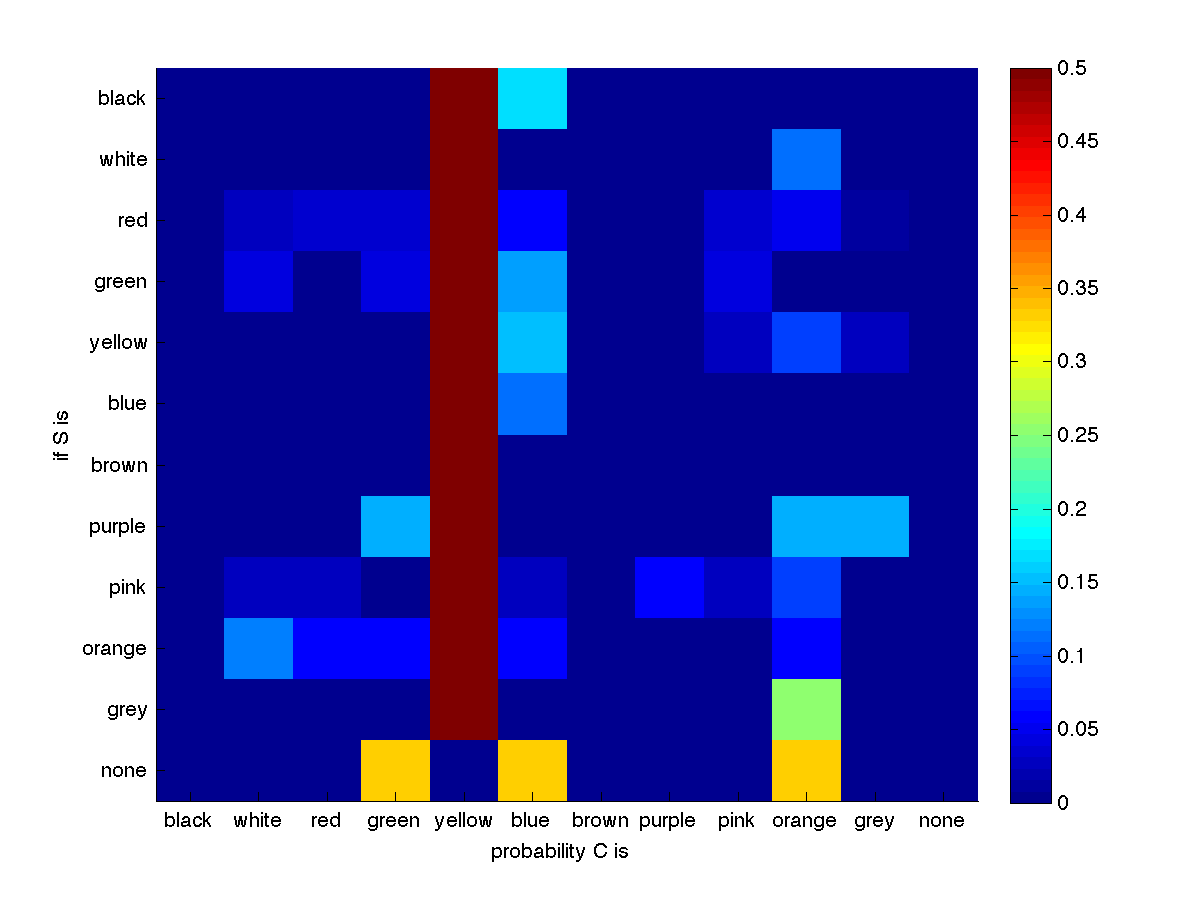 black
white
red
green
yellow
blue
brown
purple
pink
orange
grey
none
if S is
black white red green yellow blue brown purple pink orange grey none
probability C is
0.5
0.45
0.4
0.35
0.3
0.25
0.2
0.15
0.1
0.05
0